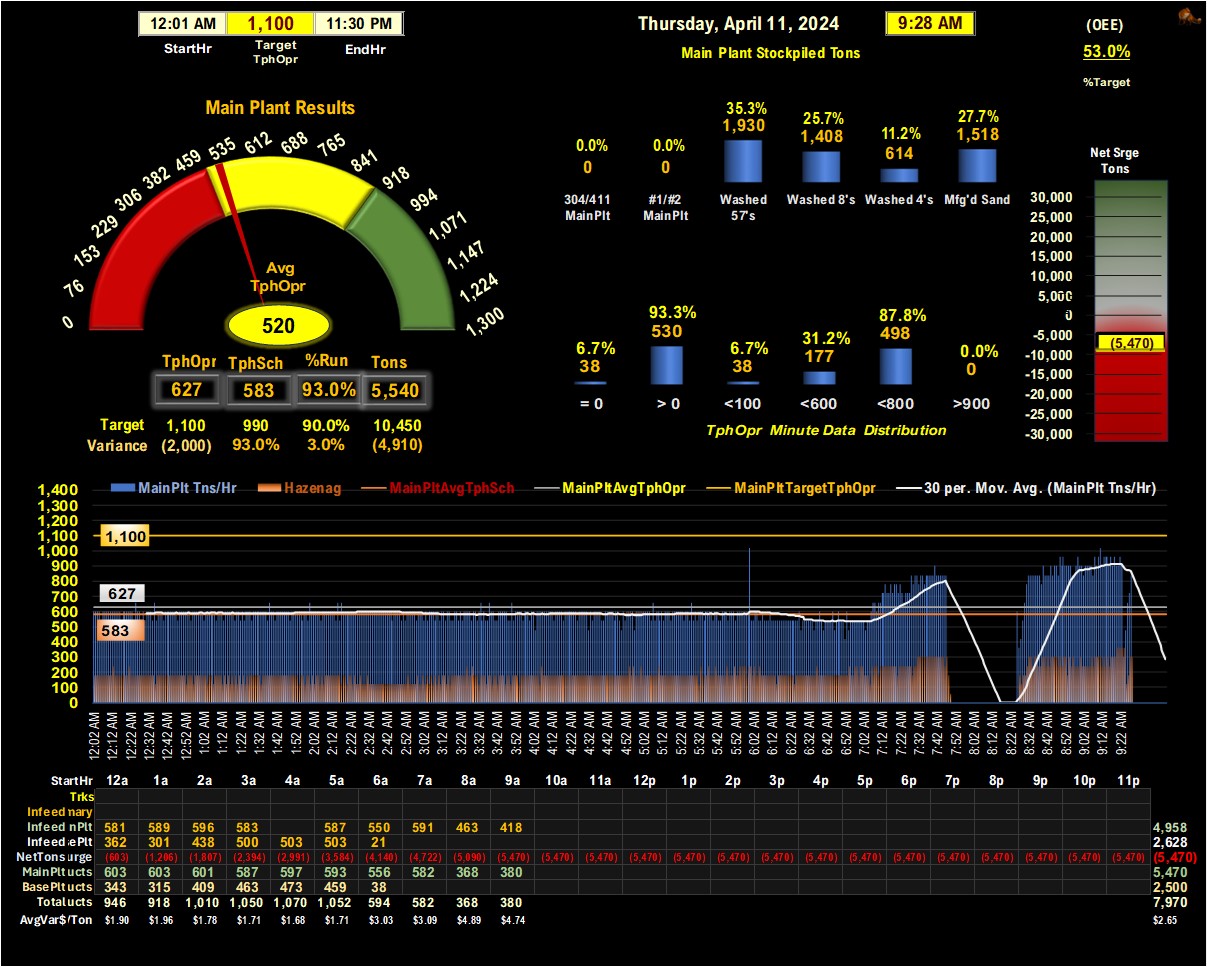 12:01 AM 1,100 11:30 PM
StartHr Target TphOpr EndHr
Thursday, April 11, 2024 9:28 AM
Main Plant Stockpiled Tons
(OEE)
53.0%
%Target
Main Plant Results
0 76 153 229 306 382 459 535 612 688 765 841 918 994 1,071 1,147 1,224 1,300
Avg
TphOpr
520
TphOpr TphSch %Run Tons
627 583 93.0% 5,540
Target 1,100 990 90.0% 10,450
Variance (2,000) 93.0% 3.0% (4,910)
0.0% 0.0% 35.3% 25.7% 11.2% 27.7%
0 0 1,930 1,408 614 1,518
304/411 MainPlt #1/#2 MainPlt Washed 57's Washed 8's Washed 4's Mfg'd Sand
6.7% 93.3% 6.7% 31.2% 87.8% 0.0%
38 530 38 177 498 0
= 0 > 0 <100 <600 <800 >900
TphOpr Minute Data Distribution
Net Srge
Tons
30,000
25,000
20,000
15,000
10,000
5,000
0
-5,000
(5,470)
-10,000
-15,000
-20,000
-25,000
-30,000
MainPlt Tns/Hr Hazenag MainPltAvgTphSch MainPltAvgTphOpr MainPltTargetTphOpr 30 per. Mov. Avg. (MainPlt Tns/Hr)
1,400
1,300
1,200
1,100
1,000
900
800
700
600
500
400
300
200
100
0
1,100
627
583
12:02 AM 12:12 AM 12:22 AM 12:32 AM 12:42 AM 12:52 AM 1:02 AM 1:12 AM 1:22 AM 1:32 AM 1:42 AM 1:52 AM 2:02 AM 2:12 AM 2:22 AM 2:32 AM 2:42 AM 2:52 AM 3:02 AM 3:12 AM 3:22 AM 3:32 AM 3:42 AM 3:52 AM 4:02 AM 4:12 AM 4:22 AM 4:32 AM 4:42 AM 4:52 AM 5:02 AM 5:12 AM 5:22 AM 5:32 AM 5:42 AM 5:52 AM 6:02 AM 6:12 AM 6:22 AM 6:32 AM 6:42 AM 6:52 AM 7:02 AM 7:12 AM 7:22 AM 7:32 AM 7:42 AM 7:52 AM 8:02 AM 8:12 AM 8:22 AM 8:32 AM 8:42 AM 8:52 AM 9:02 AM 9:12 AM 9:22 AM
StartHr 12a 1a 2a 3a 4a 5a 6a 7a 8a 9a 10a 11a 12p 1p 2p 3p 4p 5p 6p 7p 8p 9p 10p 11p
Trks
Infeed nary
Infeed nPlt 581 589 596 583 587 550 591 463 418 4,958
Infeed ePlt 362 301 438 500 503 503 21 2,628
NetTons urge (603) (1,206) (1,807) (2,394) (2,991) (3,584) (4,140) (4,722) (5,090) (5,470) (5,470) (5,470) (5,470) (5,470) (5,470) (5,470) (5,470) (5,470) (5,470) (5,470) (5,470) (5,470) (5,470) (5,470) (5,470)
MainPlt ucts 603 603 601 587 597 593 556 582 368 380 5,470
BasePlt ucts 343 315 409 463 473 459 38 2,500
Total ucts 946 918 1,010 1,050 1,070 1,052 594 582 368 380 7,970
AvgVar$/Ton $1.90 $1.96 $1.78 $1.71 $1.68 $1.71 $3.03 $3.09 $4.89 $4.74 $2.65